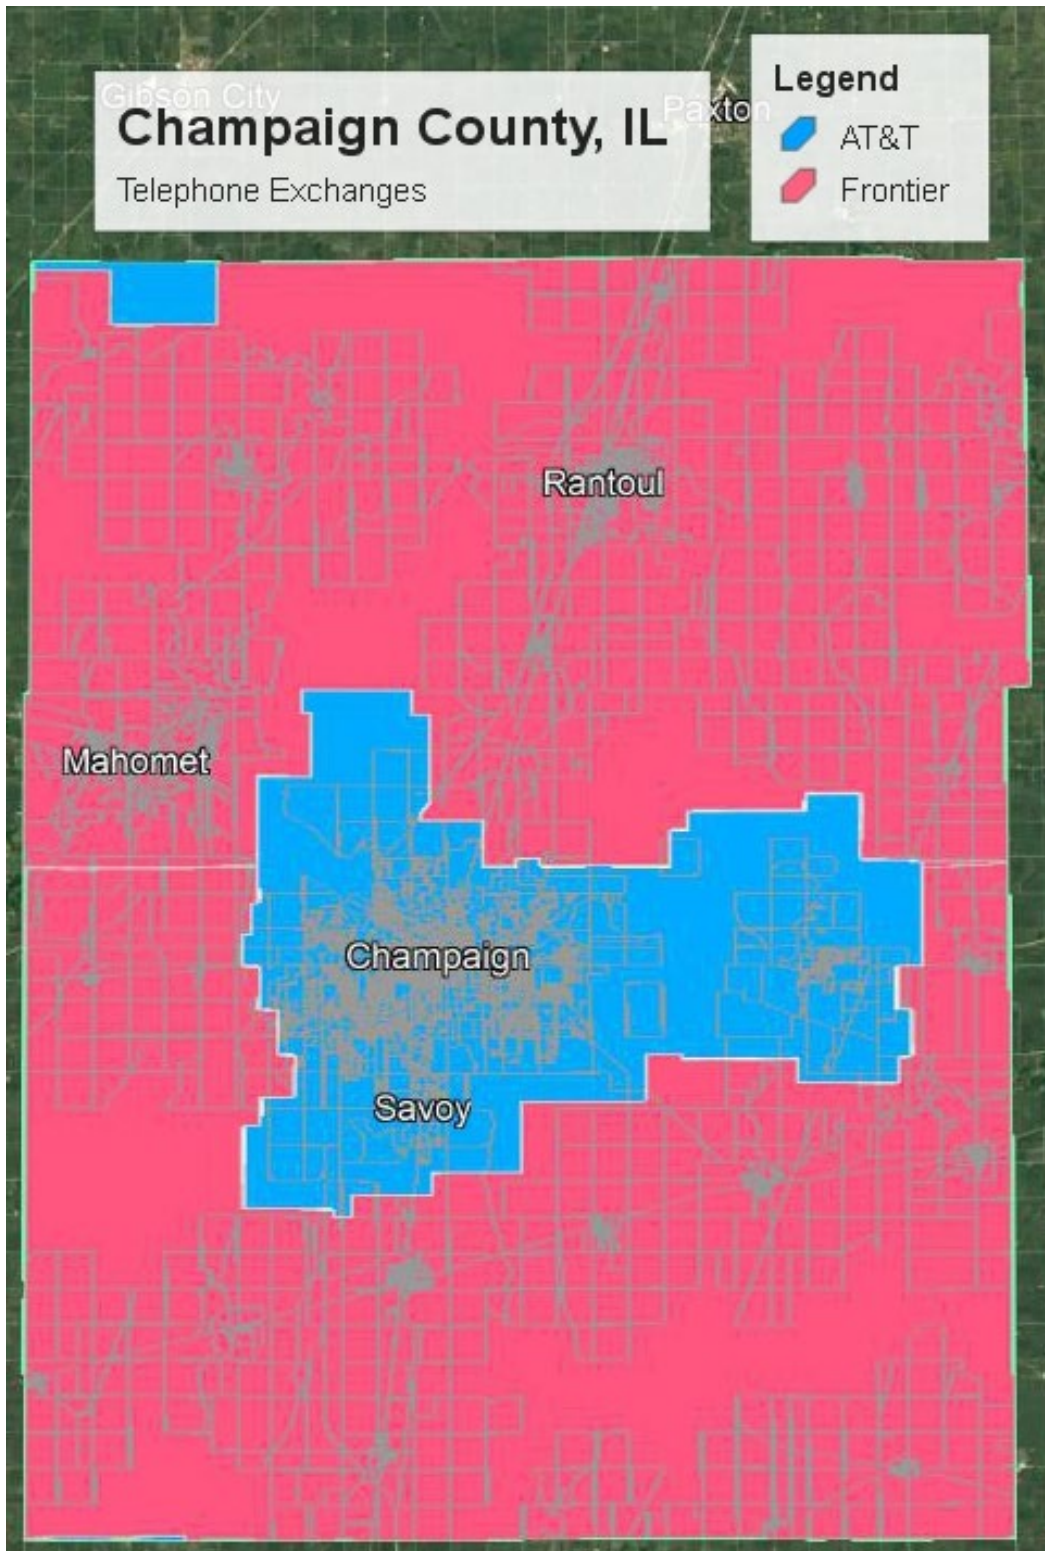 Gibson City
Champaign County, IL
Telephone Exchanges
Paxton
Legend
AT&T
Frontier
Rantoul
Mahomet
Champaign
Savoy